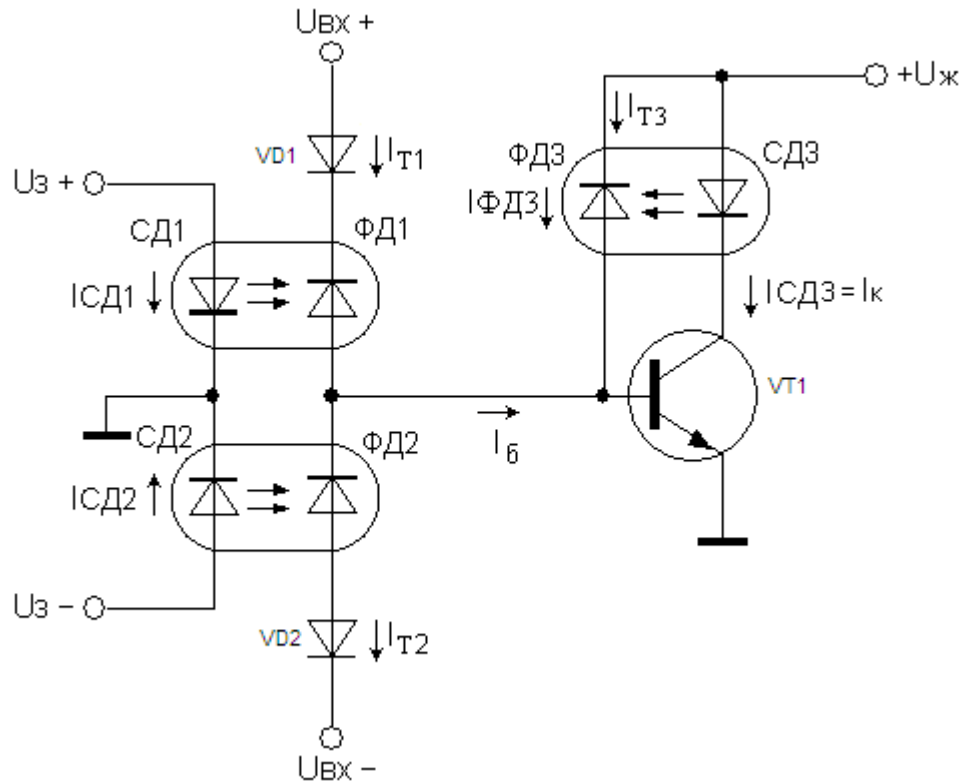 Uвх +
+Uж
IТ3
VD1
IТ1
ФД3
СД3
Uз +
IФД3
СД1
ФД1
IСД1
IСД3 = Iк
VT1
СД2
ФД2
Iб
IСД2
Uз −
VD2
IТ2
Uвх −